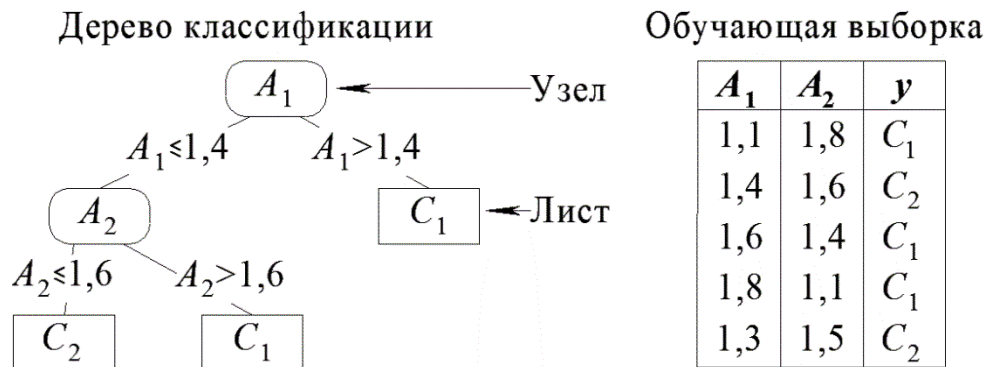 Дерево классификации
A₁
Узел
A₁≤1,4 A₁>1,4
A₂
C₁
Лист
A₂≤1,6 A₂>1,6
C₂ C₁
Обучающая выборка
A₁ A₂ y
1,1 1,8 C₁
1,4 1,6 C₂
1,6 1,4 C₁
1,8 1,1 C₁
1,3 1,5 C₂